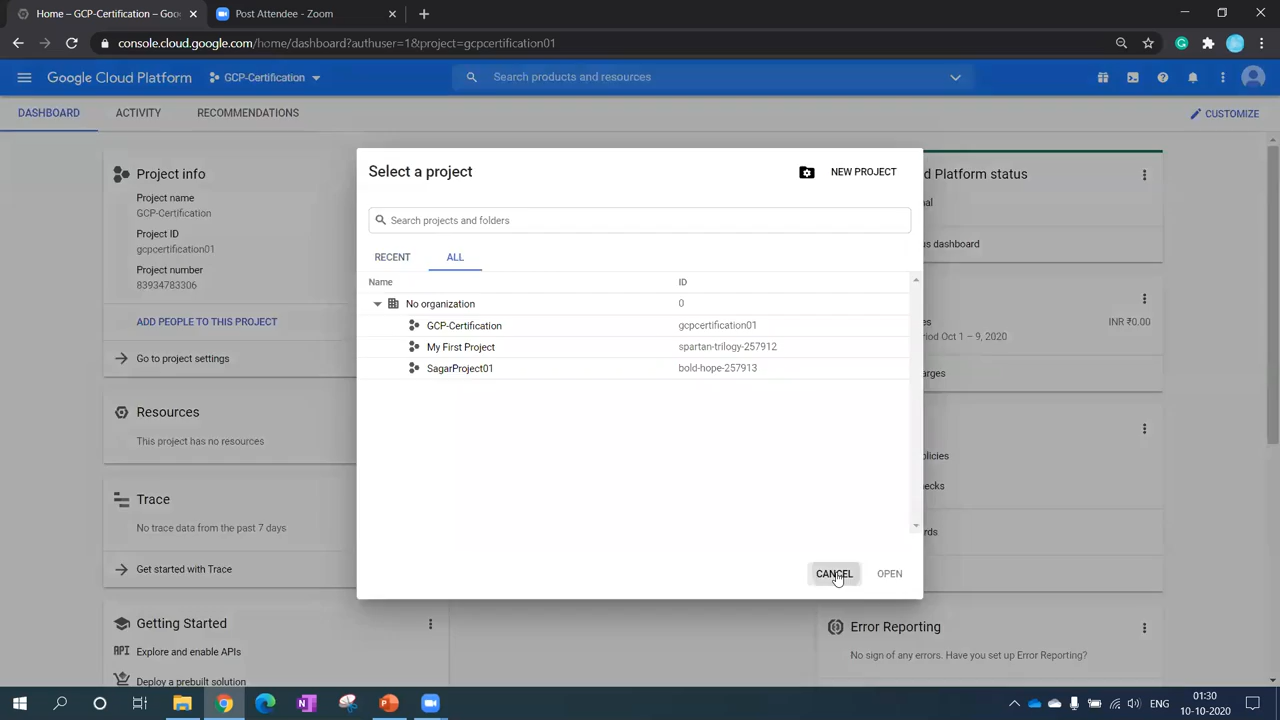 Home – GCP-Certification – Goo
Post Attendee - Zoom
console.cloud.google.com/home/dashboard?authuser=1&project=gcpcertification01
Google Cloud Platform
GCP-Certification
Search products and resources
DASHBOARD
ACTIVITY
RECOMMENDATIONS
CUSTOMIZE
Project info
Project name
GCP-Certification
Project ID
gcpcertification01
Project number
83934783306
ADD PEOPLE TO THIS PROJECT
Go to project settings
Resources
This project has no resources
Trace
No trace data from the past 7 days
Get started with Trace
Getting Started
API Explore and enable APIs
Deploy a prebuilt solution
Select a project
NEW PROJECT
Search projects and folders
RECENT
ALL
Name ID
No organization 0
GCP-Certification gcpcertification01
My First Project spartan-trilogy-257912
SagarProject01 bold-hope-257913
CANCEL
OPEN
d Platform status
nal
us dashboard
es
INR ₹0.00
eriod Oct 1 – 9, 2020
arges
olicies
hecks
rds
Error Reporting
No sign of any errors. Have you set up Error Reporting?
ENG
01:30
10-10-2020